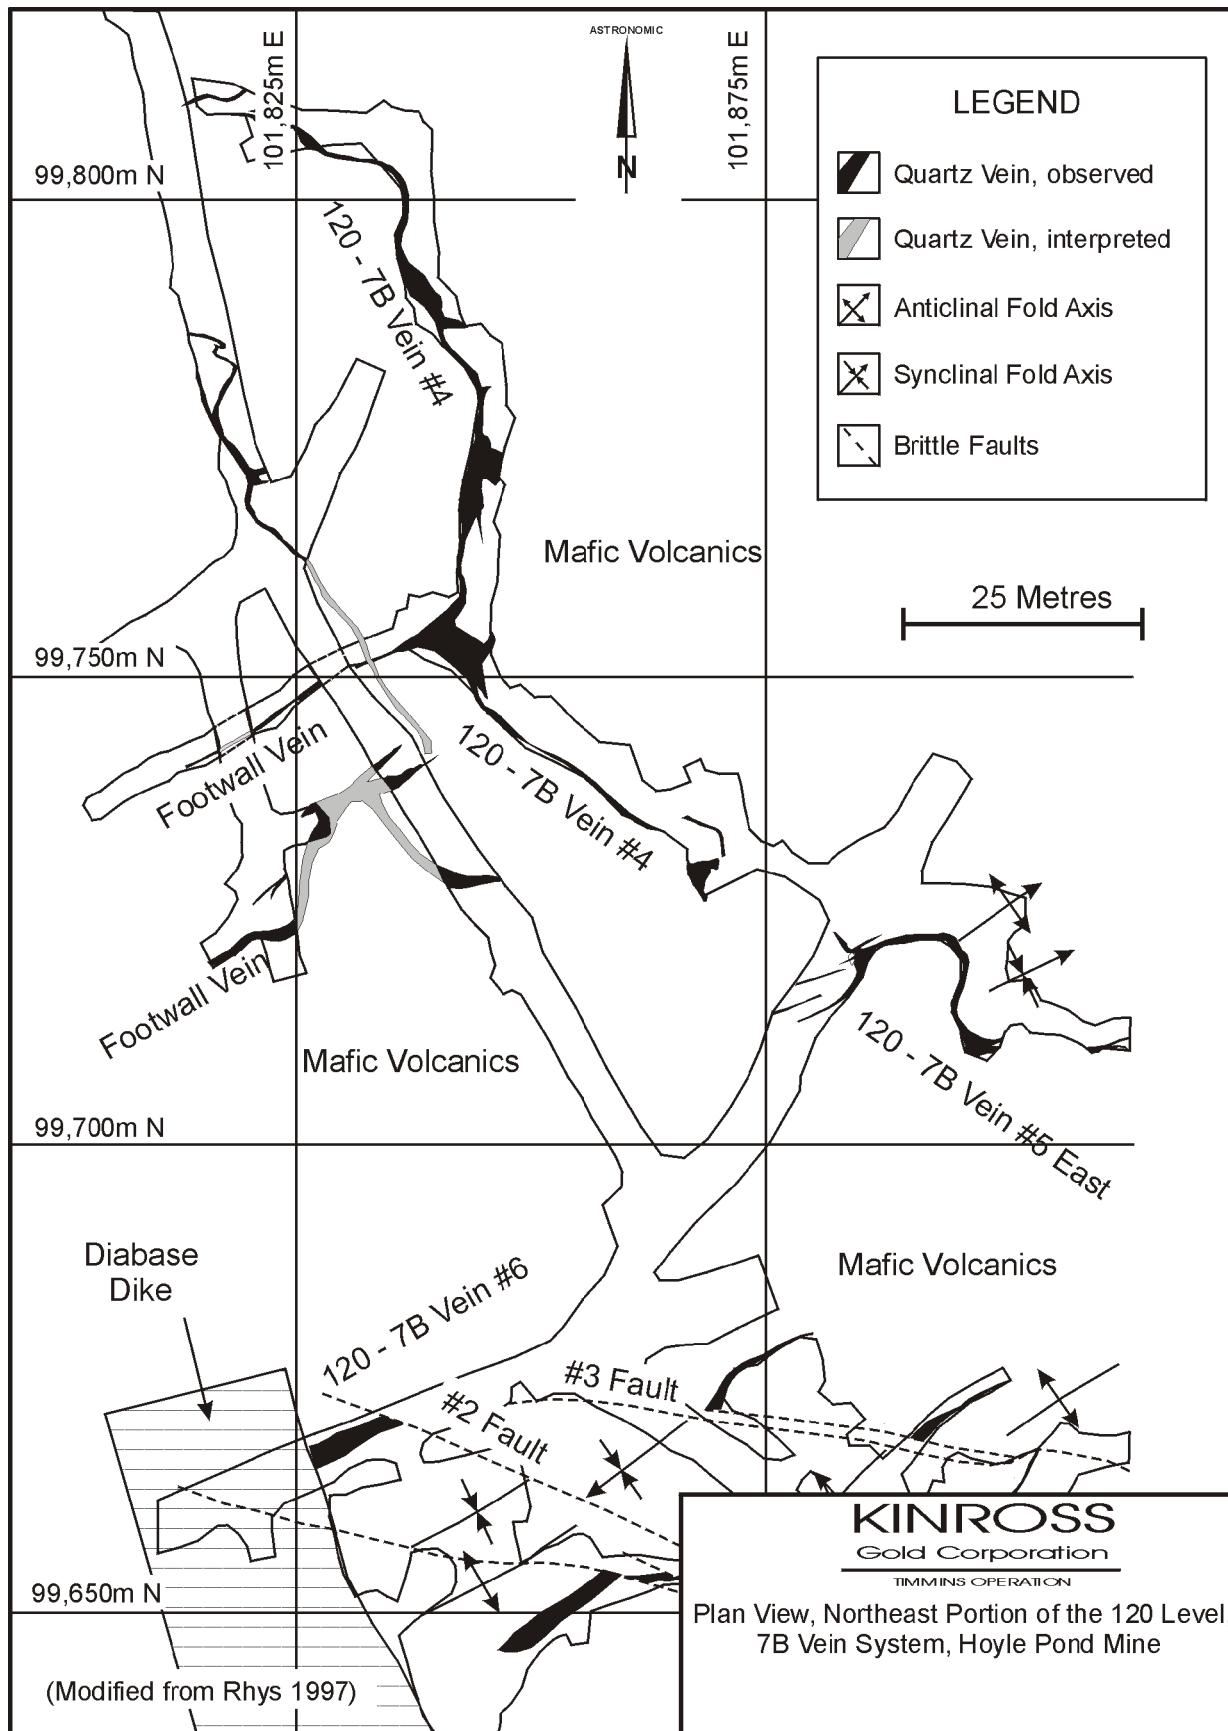 ASTRONOMIC
N
101,825m E
101,875m E
99,800m N
LEGEND
Quartz Vein, observed
Quartz Vein, interpreted
Anticlinal Fold Axis
Synclinal Fold Axis
Brittle Faults
120 - 7B Vein #4
Mafic Volcanics
25 Metres
99,750m N
Footwall Vein
120 - 7B Vein #4
Footwall Vein
Mafic Volcanics
120 - 7B Vein #5 East
99,700m N
Diabase
Dike
120 - 7B Vein #6
Mafic Volcanics
#3 Fault
#2 Fault
99,650m N
(Modified from Rhys 1997)
KINROSS
Gold Corporation
TIMMINS OPERATION
Plan View, Northeast Portion of the 120 Level
7B Vein System, Hoyle Pond Mine